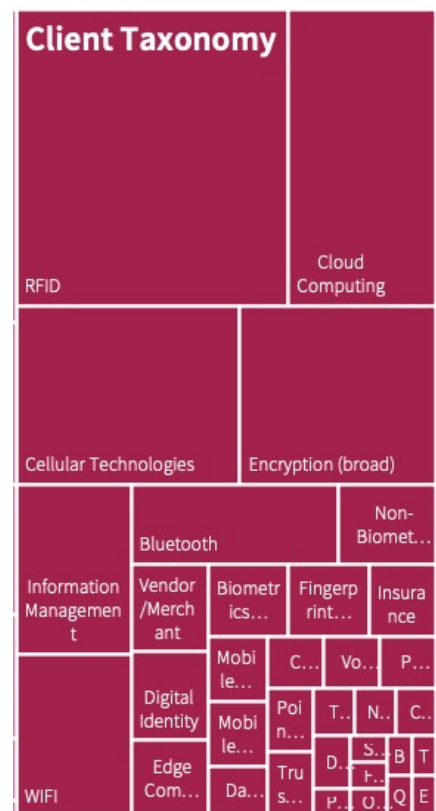 Client Taxonomy
RFID
Cloud
Computing
Cellular Technologies
Encryption (broad)
Information
Managemen
t
Bluetooth
Non-
Biomet...
Vendor
/Merch
ant
Biometr
ics...
Fingerp
rint...
Insura
nce
WIFI
Digital
Identity
Edge
Com...
Mobi
le...
Mobi
le...
Da...
C...
Vo...
P...
Poi
n...
Tru
s...
T...
N...
C...
D...
S...
F...
B
T
P...
O...
Q
E